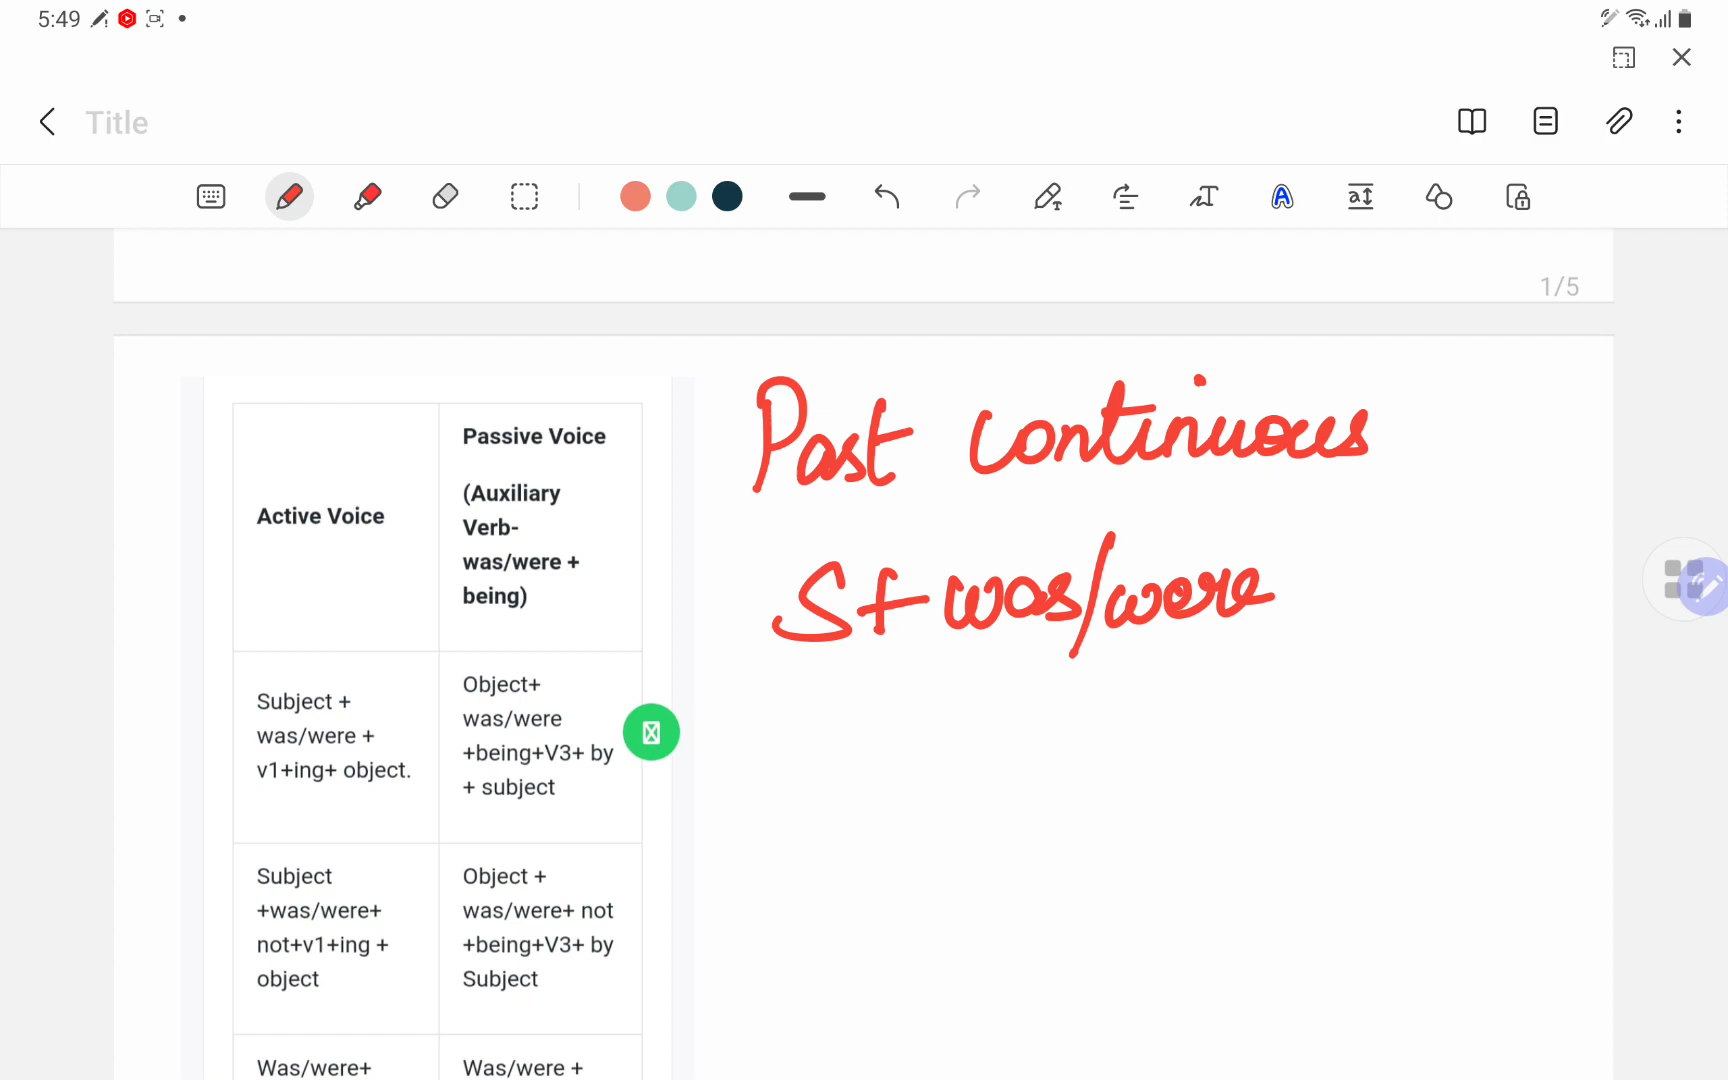 5:49
Title
1/5
Active Voice
Passive Voice
(Auxiliary
Verb-
was/were +
being)
Subject +
was/were +
v1+ing+ object.
Object+
was/were
+being+V3+ by
+ subject
Subject
+was/were+
not+v1+ing +
object
Object +
was/were+ not
+being+V3+ by
Subject
Was/were+
Was/were +
Past continuous
S+ was/were